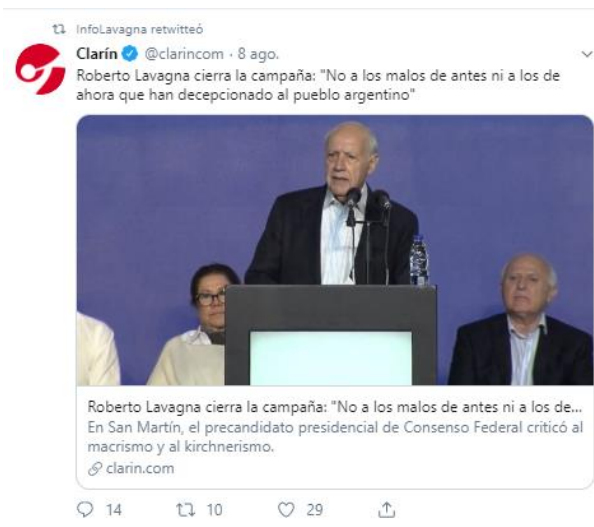 InfoLavagna retwitteó
Clarín @clarincom · 8 ago.
Roberto Lavagna cierra la campaña: "No a los malos de antes ni a los de
ahora que han decepcionado al pueblo argentino"
Roberto Lavagna cierra la campaña: "No a los malos de antes ni a los de...
En San Martín, el precandidato presidencial de Consenso Federal criticó al
macrismo y al kirchnerismo.
clarin.com
14 10 29